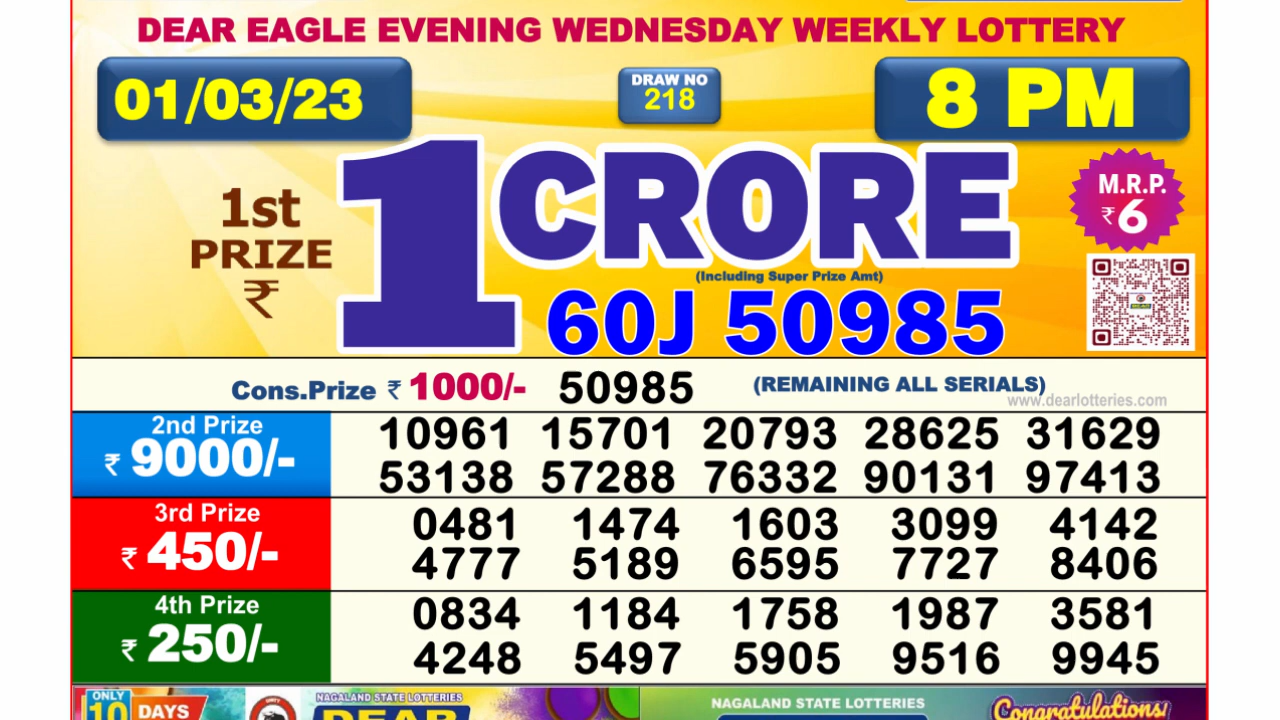 DEAR EAGLE EVENING WEDNESDAY WEEKLY LOTTERY
01/03/23
DRAW NO
218
8 PM
1st
PRIZE
₹
1 CRORE
(Including Super Prize Amt)
60J 50985
M.R.P.
₹ 6
Cons.Prize ₹ 1000/- 50985 (REMAINING ALL SERIALS)
www.dearlotteries.com
2nd Prize
₹ 9000/-
10961 15701 20793 28625 31629
53138 57288 76332 90131 97413
3rd Prize
₹ 450/-
0481 1474 1603 3099 4142
4777 5189 6595 7727 8406
4th Prize
₹ 250/-
0834 1184 1758 1987 3581
4248 5497 5905 9516 9945
ONLY
10 DAYS
NAGALAND STATE LOTTERIES
DEAR
NAGALAND STATE LOTTERIES
Congratulations!